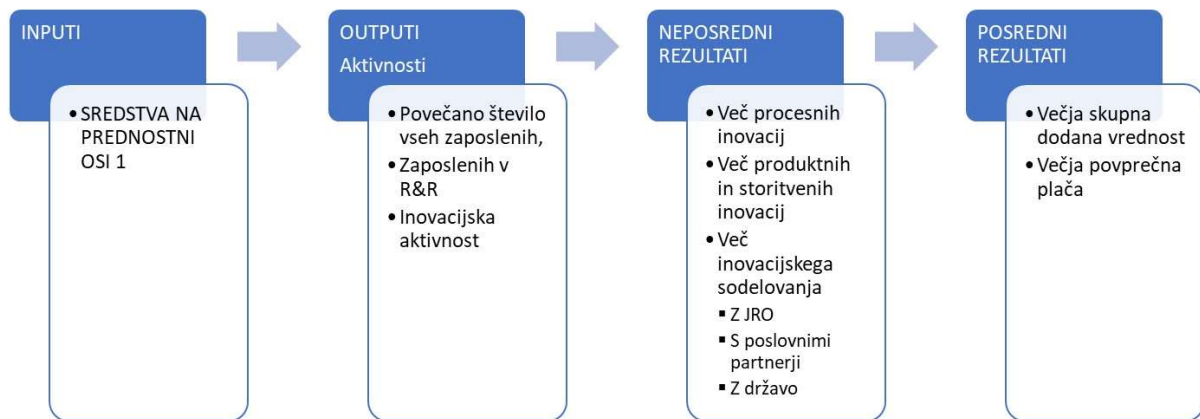 INPUTI
• SREDSTVA NA
PREDNOSTNI
OSI 1
OUTPUTI
Aktivnosti
• Povečano število
vseh zaposlenih,
• Zaposlenih v
R&R
• Inovacijska
aktivnost
NEPOSREDNI
REZULTATI
• Več procesnih
inovacij
• Več produktnih
in storitvenih
inovacij
• Več
inovacijskega
sodelovanja
▪ Z JRO
▪ S poslovnimi
partnerji
▪ Z državo
POSREDNI
REZULTATI
• Večja skupna
dodana vrednost
• Večja povprečna
plača